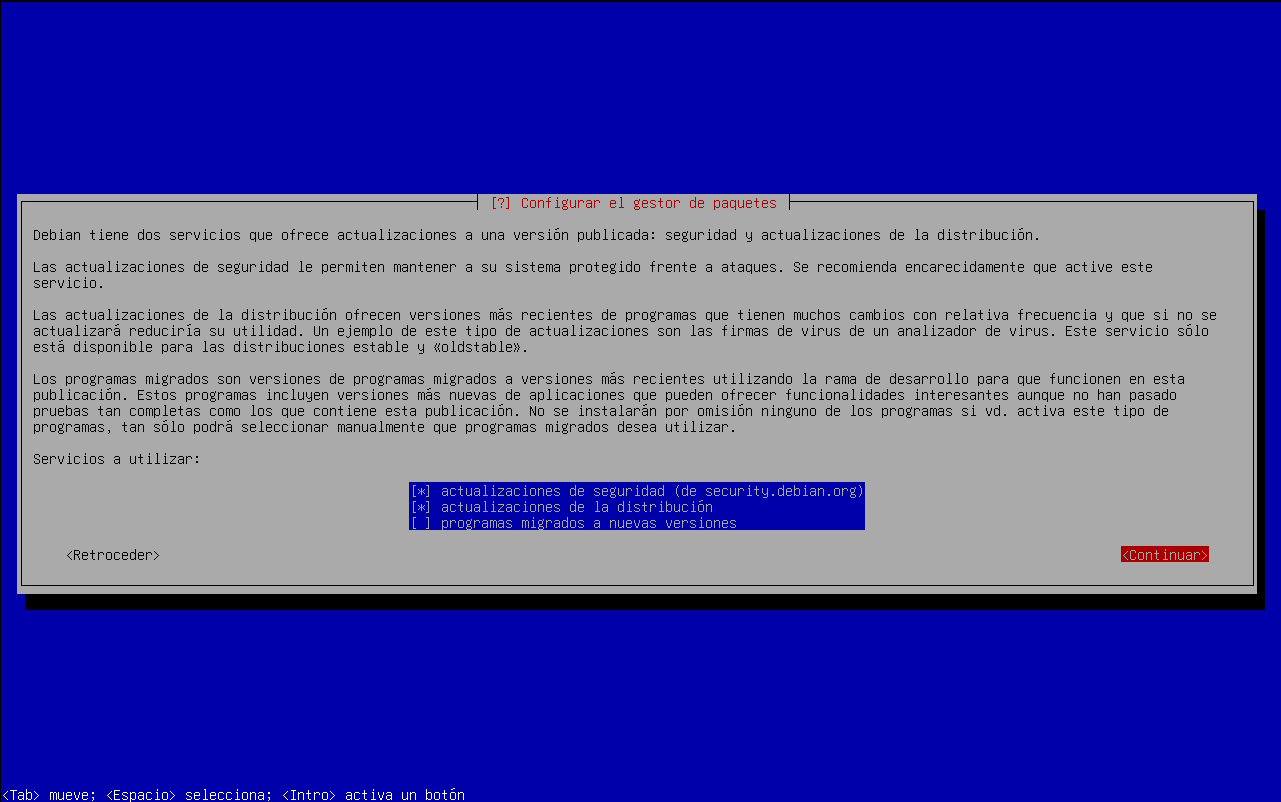 [?] Configurar el gestor de paquetes
Debian tiene dos servicios que ofrece actualizaciones a una versión publicada: seguridad y actualizaciones de la distribución.
Las actualizaciones de seguridad le permiten mantener a su sistema protegido frente a ataques. Se recomienda encarecidamente que active este
servicio.
Las actualizaciones de la distribución ofrecen versiones más recientes de programas que tienen muchos cambios con relativa frecuencia y que si no se
actualizará reduciría su utilidad. Un ejemplo de este tipo de actualizaciones son las firmas de virus de un analizador de virus. Este servicio sólo
está disponible para las distribuciones estable y «oldstable».
Los programas migrados son versiones de programas migrados a versiones más recientes utilizando la rama de desarrollo para que funcionen en esta
publicación. Estos programas incluyen versiones más nuevas de aplicaciones que pueden ofrecer funcionalidades interesantes aunque no han pasado
pruebas tan completas como los que contiene esta publicación. No se instalarán por omisión ninguno de los programas si vd. activa este tipo de
programas, tan sólo podrá seleccionar manualmente que programas migrados desea utilizar.
Servicios a utilizar:
[*] actualizaciones de seguridad (de security.debian.org)
[*] actualizaciones de la distribución
[ ] programas migrados a nuevas versiones
<Retroceder> <Continuar>
<Tab> mueve; <Espacio> selecciona; <Intro> activa un botón